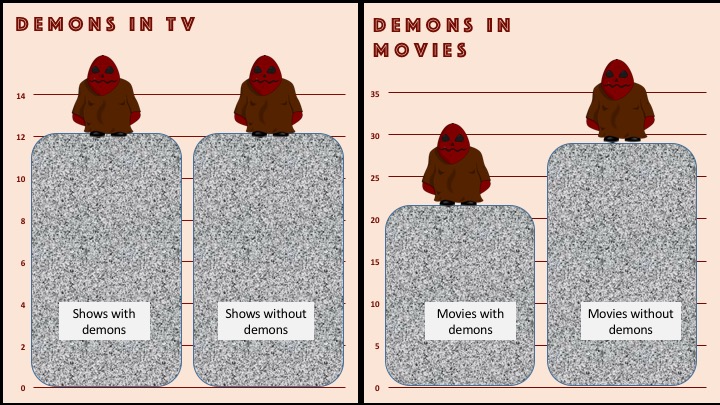 DEMONS IN TV
14
12
10
8
6
4
2
0
Shows with
demons
Shows without
demons
DEMONS IN
MOVIES
35
30
25
20
15
10
5
0
Movies with
demons
Movies without
demons